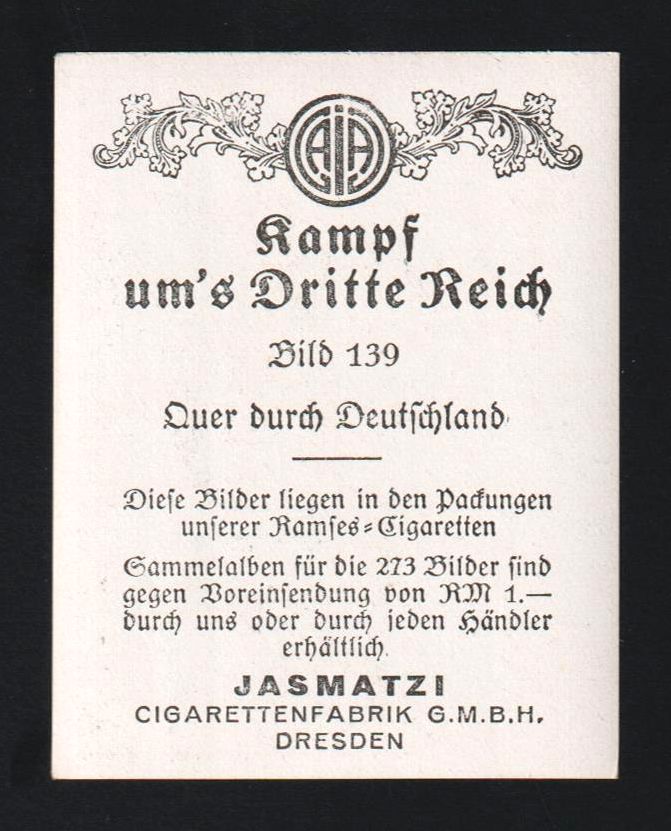 Kampf
um's Dritte Reich
Bild 139
Quer durch Deutschland
Diese Bilder liegen in den Packungen
unserer Ramses-Cigaretten
Sammelalben für die 273 Bilder sind
gegen Voreinsendung von RM 1.—
durch uns oder durch jeden Händler
erhältlich.
JASMATZI
CIGARETTENFABRIK G.M.B.H.
DRESDEN